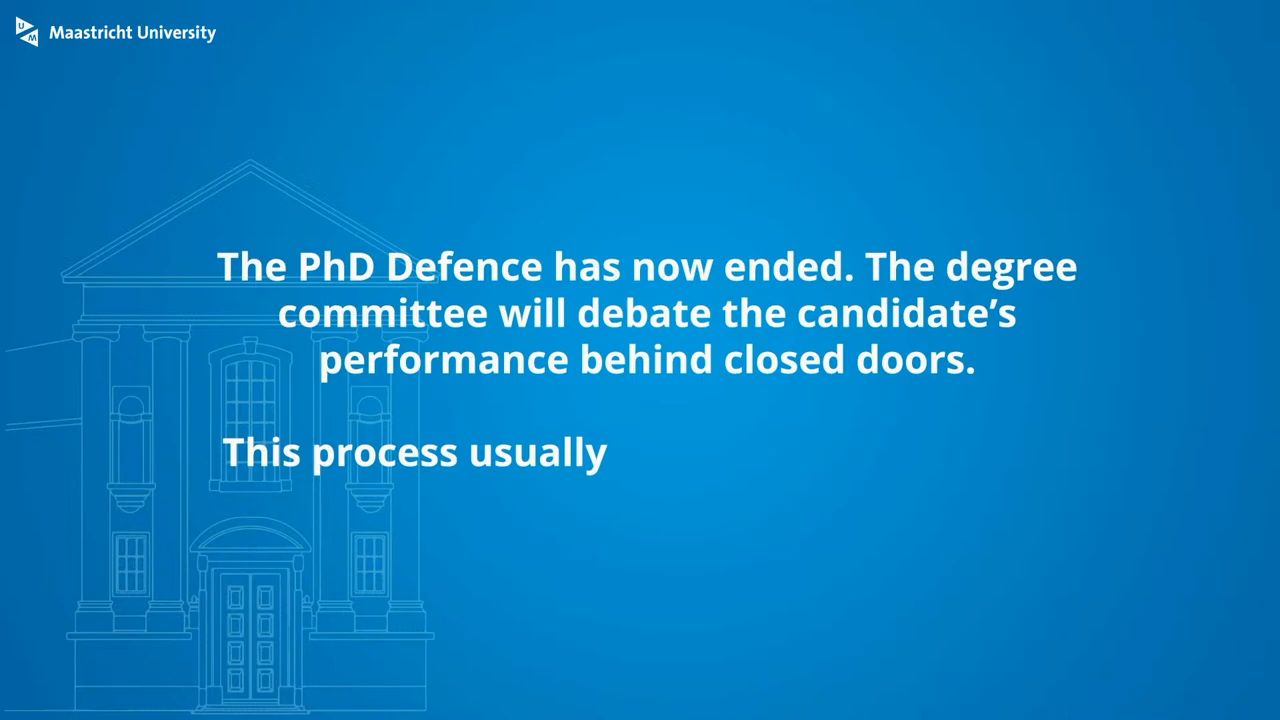 UM Maastricht University
The PhD Defence has now ended. The degree
committee will debate the candidate’s
performance behind closed doors.
This process usually